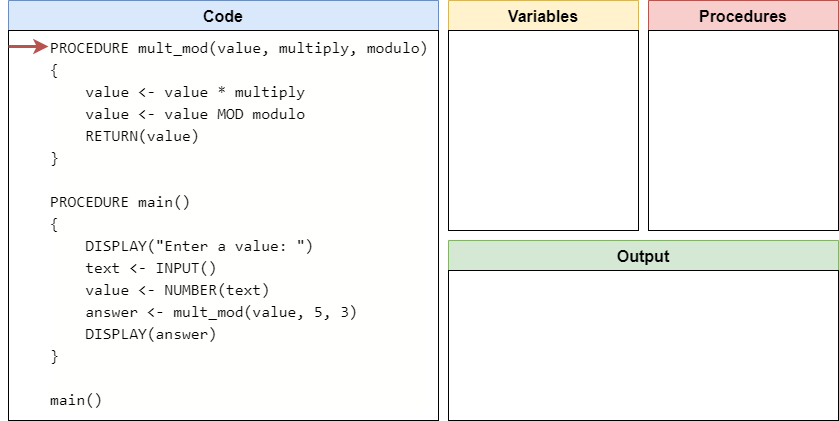 Code
PROCEDURE mult_mod(value, multiply, modulo)
{
    value <- value * multiply
    value <- value MOD modulo
    RETURN(value)
}
PROCEDURE main()
{
    DISPLAY("Enter a value: ")
    text <- INPUT()
    value <- NUMBER(text)
    answer <- mult_mod(value, 5, 3)
    DISPLAY(answer)
}
main()
Variables
Procedures
Output